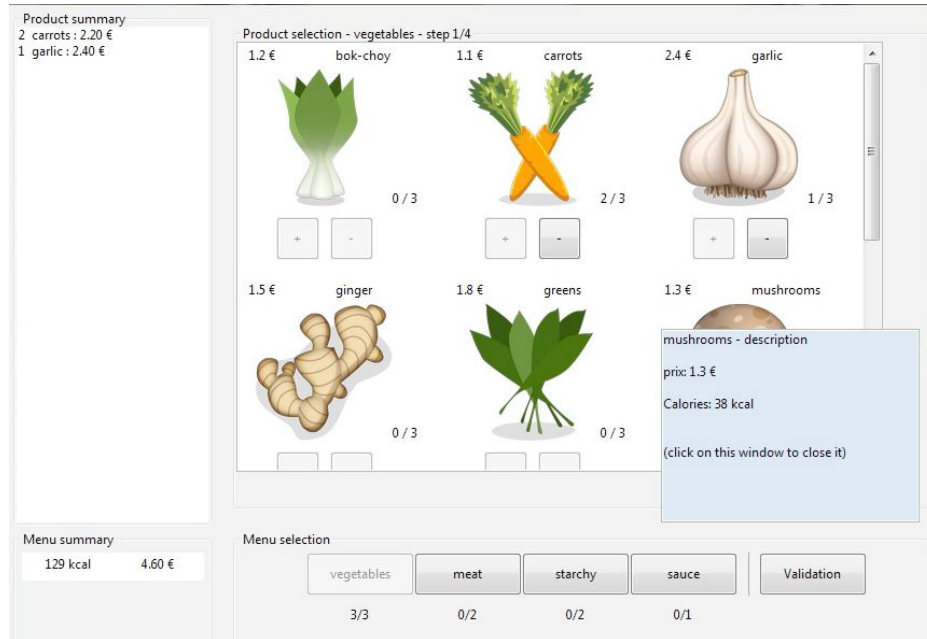 Product summary
2 carrots : 2.20 €
1 garlic : 2.40 €
Product selection - vegetables - step 1/4
1.2 € bok-choy 1.1 € carrots 2.4 € garlic
0 / 3 2 / 3 1 / 3
+ - + - + -
1.5 € ginger 1.8 € greens 1.3 € mushrooms
mushrooms - description
prix: 1.3 €
Calories: 38 kcal
0 / 3 0 / 3
(click on this window to close it)
Menu summary
129 kcal 4.60 €
Menu selection
vegetables meat starchy sauce Validation
3/3 0/2 0/2 0/1